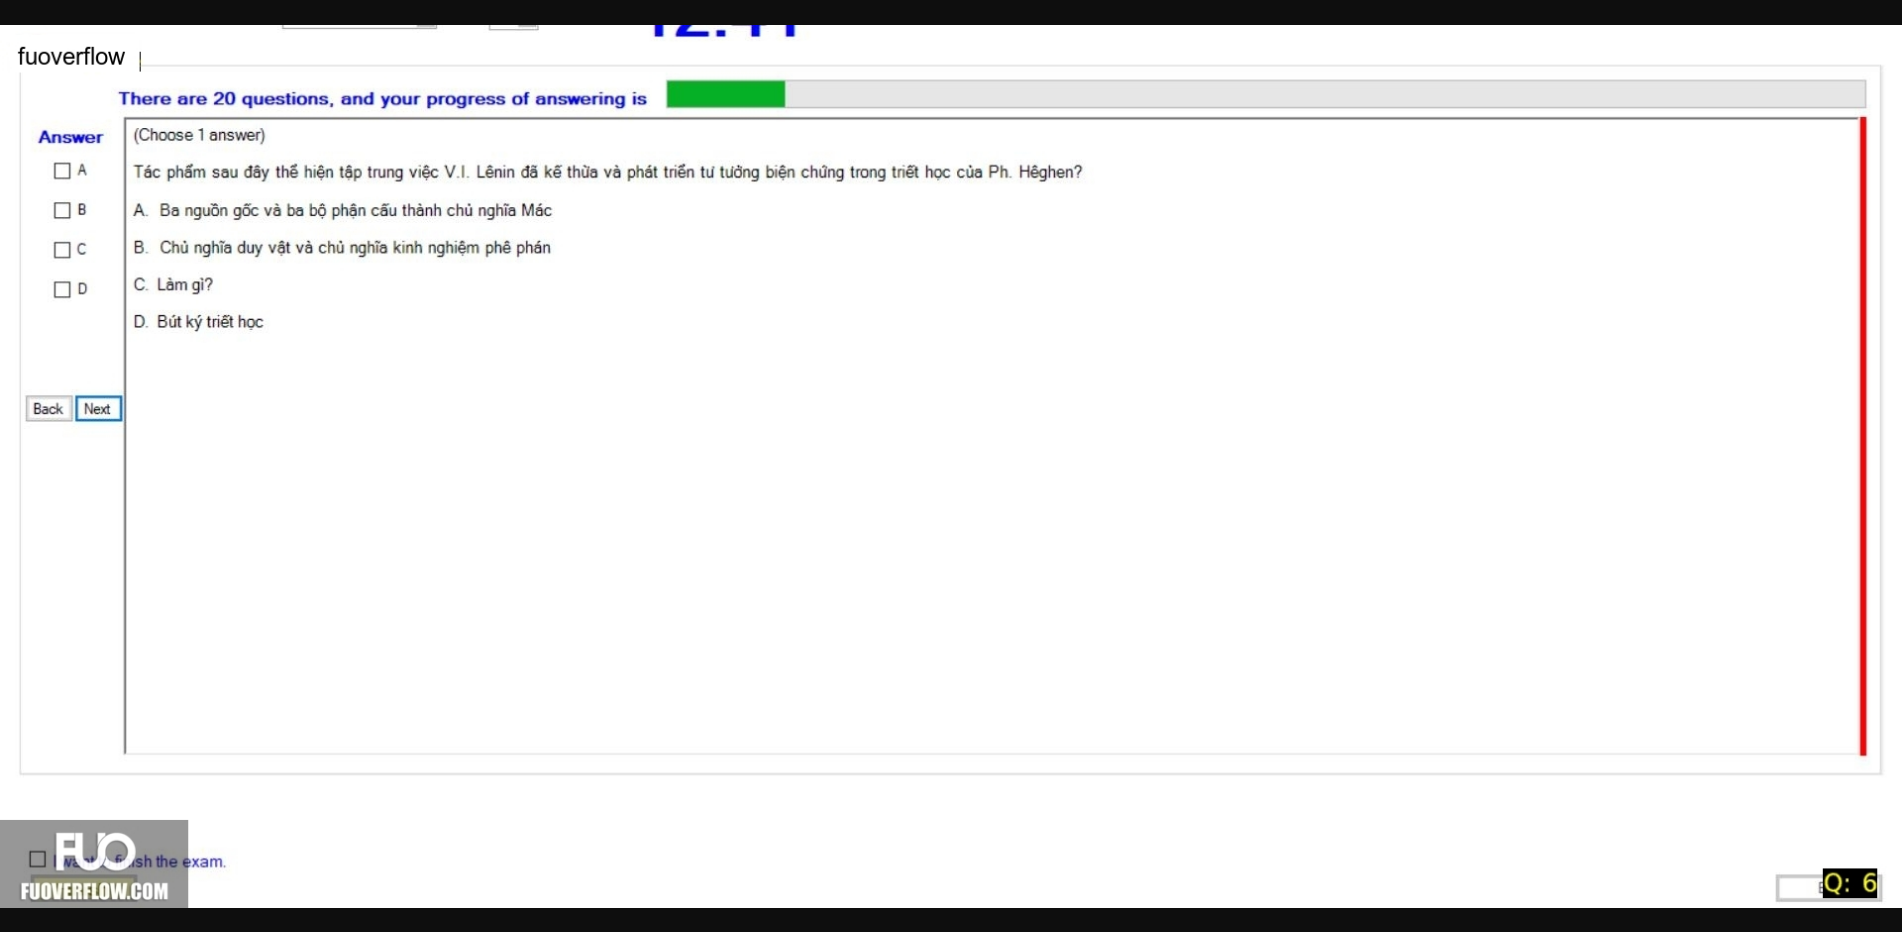 fuoverflow
There are 20 questions, and your progress of answering is
Answer
(Choose 1 answer)
A
Tác phẩm sau đây thể hiện tập trung việc V.I. Lênin đã kế thừa và phát triển tư tưởng biện chứng trong triết học của Ph. Hêghen?
B
A. Ba nguồn gốc và ba bộ phận cấu thành chủ nghĩa Mác
C
B. Chủ nghĩa duy vật và chủ nghĩa kinh nghiệm phê phán
D
C. Làm gì?
D. Bút ký triết học
Back Next
FUO
the exam.
FUOVERFLOW.COM
Q: 6